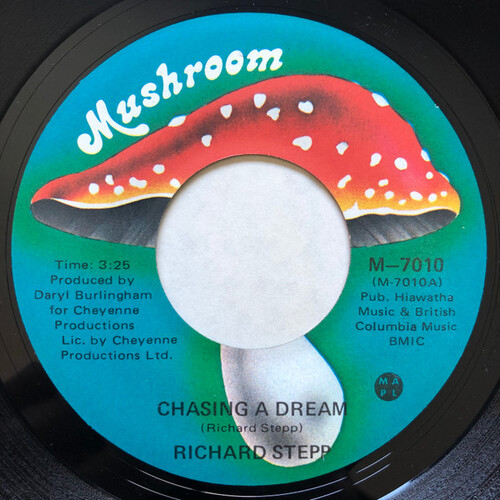 Mushroom
Time: 3:25
Produced by
Daryl Burlingham
for Cheyenne
Productions
Lic. by Cheyenne
Productions Ltd.
M—7010
(M-7010A)
Pub. Hiawatha
Music & British
Columbia Music
BMIC
M A
P L
CHASING A DREAM
(Richard Stepp)
RICHARD STEPP